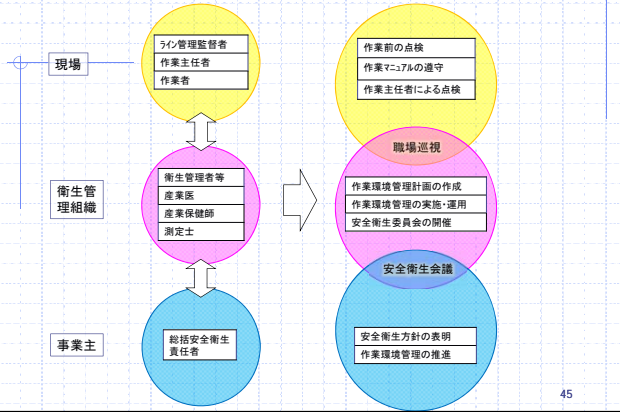 現場
ライン管理監督者
作業主任者
作業者
作業前の点検
作業マニュアルの遵守
作業主任者による点検
職場巡視
衛生管
理組織
衛生管理者等
産業医
産業保健師
測定士
作業環境管理計画の作成
作業環境管理の実施・運用
安全衛生委員会の開催
安全衛生会議
事業主
総括安全衛生
責任者
安全衛生方針の表明
作業環境管理の推進
45